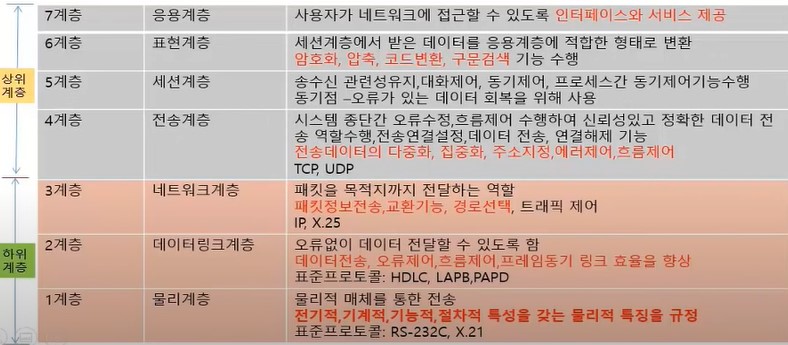 상위
계층
하위
계층
7계층 응용계층 사용자가 네트워크에 접근할 수 있도록 인터페이스와 서비스 제공
6계층 표현계층 세션계층에서 받은 데이터를 응용계층에 적합한 형태로 변환
암호화, 압축, 코드변환, 구문검색 기능 수행
5계층 세션계층 송수신 관련성유지,대화제어, 동기제어, 프로세스간 동기제어기능수행
동기점 –오류가 있는 데이터 회복을 위해 사용
4계층 전송계층 시스템 종단간 오류수정,흐름제어 수행하여 신뢰성있고 정확한 데이터 전
송 역할수행,전송연결설정,데이터 전송, 연결해제 기능
전송데이터의 다중화, 집중화, 주소지정,에러제어,흐름제어
TCP, UDP
3계층 네트워크계층 패킷을 목적지까지 전달하는 역할
패킷정보전송,교환기능, 경로선택, 트래픽 제어
IP, X.25
2계층 데이터링크계층 오류없이 데이터 전달할 수 있도록 함
데이터전송, 오류제어,흐름제어,프레임동기 링크 효율을 향상
표준프로토콜: HDLC, LAPB,PAPD
1계층 물리계층 물리적 매체를 통한 전송
전기적,기계적,기능적,절차적 특성을 갖는 물리적 특징을 규정
표준프로토콜: RS-232C, X.21